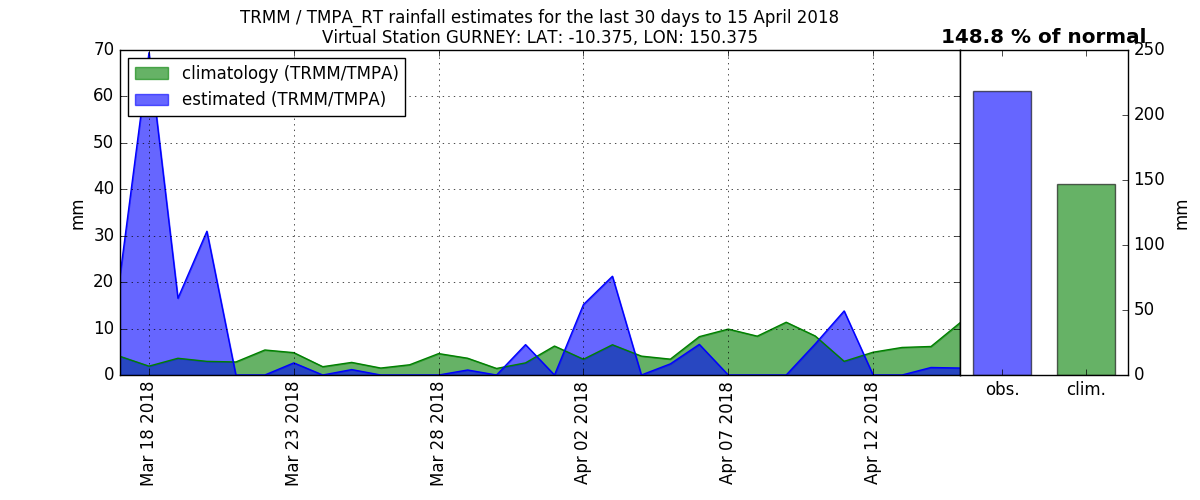 TRMM / TMPA_RT rainfall estimates for the last 30 days to 15 April 2018
Virtual Station GURNEY: LAT: -10.375, LON: 150.375
148.8 % of normal
climatology (TRMM/TMPA)
estimated (TRMM/TMPA)
70
60
50
40
30
20
10
0
mm
Mar 18 2018
Mar 23 2018
Mar 28 2018
Apr 02 2018
Apr 07 2018
Apr 12 2018
250
200
150
100
50
0
mm
obs.
clim.